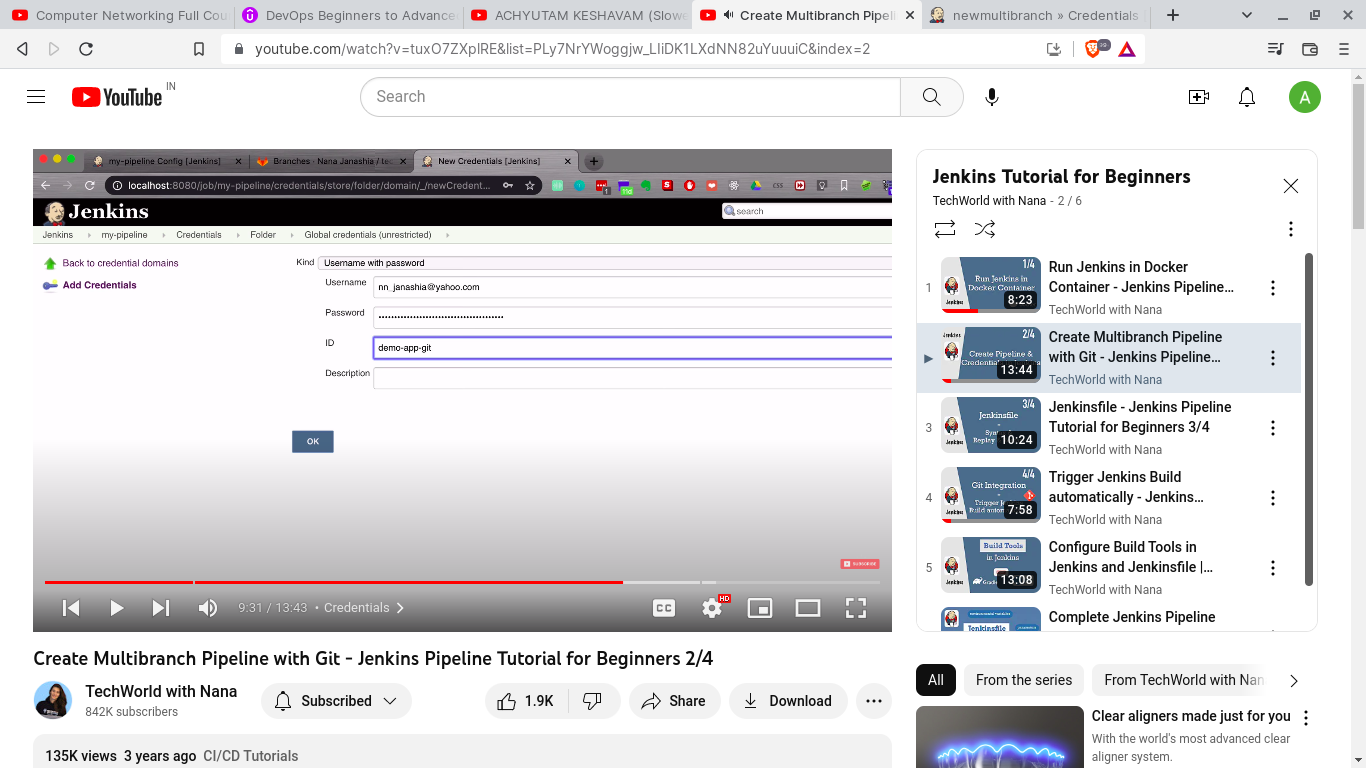 Computer Networking Full Cou
DevOps Beginners to Advance
ACHYUTAM KESHAVAM (Slowe
Create Multibranch Pipeli
newmultibranch » Credentials
youtube.com/watch?v=tuxO7ZXplRE&list=PLy7NrYWoggjw_LIiDK1LXdNN82uYuuuiC&index=2
YouTube IN
Search
A
my-pipeline Config [Jenkins]
Branches · Nana Janashia / tec
New Credentials [Jenkins]
localhost:8080/job/my-pipeline/credentials/store/folder/domain/_/newCredent...
Jenkins
search
Jenkins
my-pipeline
Credentials
Folder
Global credentials (unrestricted)
Back to credential domains
Add Credentials
Kind
Username with password
Username
nn_janashia@yahoo.com
Password
ID
demo-app-git
Description
OK
SUBSCRIBE
9:31 / 13:43 • Credentials
CC
HD
Create Multibranch Pipeline with Git - Jenkins Pipeline Tutorial for Beginners 2/4
TechWorld with Nana
842K subscribers
Subscribed
1.9K
Share
Download
135K views 3 years ago CI/CD Tutorials
Jenkins Tutorial for Beginners
TechWorld with Nana - 2 / 6
1
1/4
Run Jenkins in
Docker Container
Jenkins
8:23
Run Jenkins in Docker
Container - Jenkins Pipeline...
TechWorld with Nana
2/4
Jenkins
Create Pipeline &
13:44
Create Multibranch Pipeline
with Git - Jenkins Pipeline...
TechWorld with Nana
3
3/4
Jenkinsfile
Jenkins
10:24
Jenkinsfile - Jenkins Pipeline
Tutorial for Beginners 3/4
TechWorld with Nana
4
4/4
Git Integration
Jenkins
7:58
Trigger Jenkins Build
automatically - Jenkins...
TechWorld with Nana
5
Build Tools
in Jenkins
13:08
Configure Build Tools in
Jenkins and Jenkinsfile |...
TechWorld with Nana
Jenkinsfile
Complete Jenkins Pipeline
All
From the series
From TechWorld with Nan
Clear aligners made just for you
With the world's most advanced clear
aligner system.